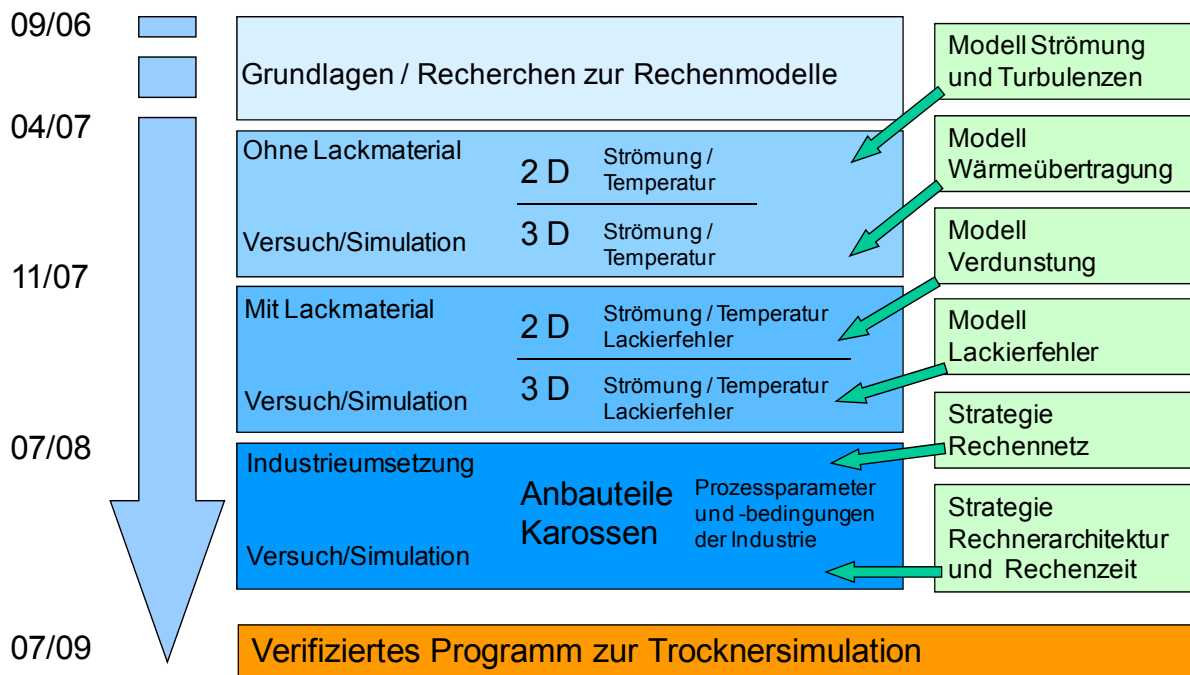 09/06
Grundlagen / Recherchen zur Rechenmodelle
Modell Strömung
und Turbulenzen
04/07
Ohne Lackmaterial
2 D
Strömung /
Temperatur
Versuch/Simulation
3 D
Strömung /
Temperatur
Modell
Wärmeübertragung
11/07
Mit Lackmaterial
2 D
Strömung / Temperatur
Lackierfehler
Versuch/Simulation
3 D
Strömung / Temperatur
Lackierfehler
Modell
Verdunstung
Modell
Lackierfehler
07/08
Industrieumsetzung
Anbauteile
Karossen
Prozessparameter
und -bedingungen
der Industrie
Versuch/Simulation
Strategie
Rechennetz
Strategie
Rechnerarchitektur
und Rechenzeit
07/09
Verifiziertes Programm zur Trocknersimulation